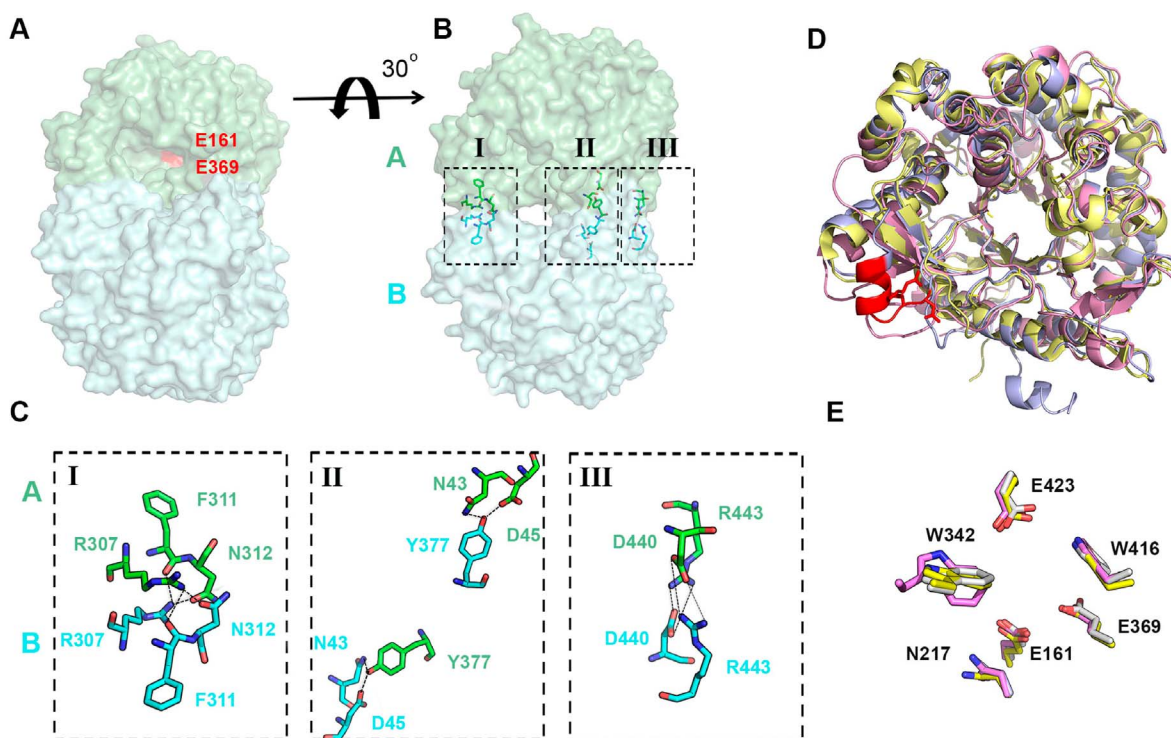 A
E161
E369
30°
B
I
II
III
A
B
D
C
I
A
F311
R307
N312
B
R307
N312
F311
II
N43
D45
Y377
N43
Y377
D45
III
R443
D440
D440
R443
E
E423
W342
W416
E369
N217
E161